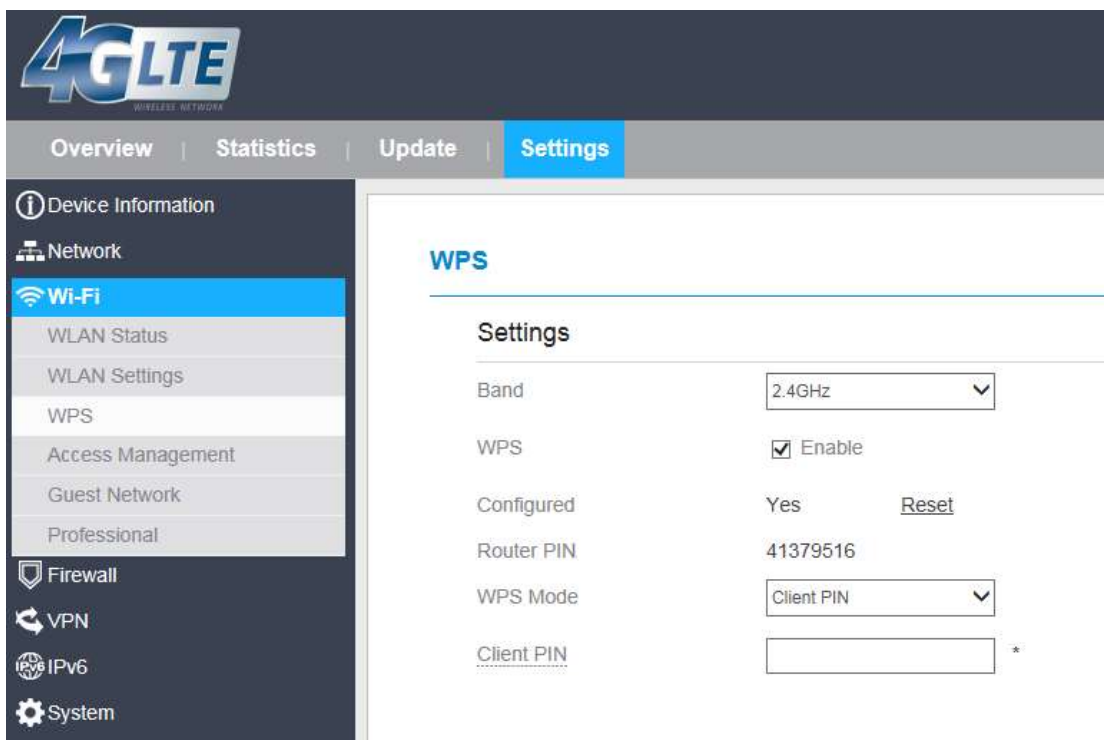 4GLTE
WIRELESS NETWORK
Overview | Statistics | Update | Settings
Device Information
Network
Wi-Fi
WLAN Status
WLAN Settings
WPS
Access Management
Guest Network
Professional
Firewall
VPN
IPv6 IPv6
System
WPS
Settings
Band 2.4GHz
WPS Enable
Configured Yes Reset
Router PIN 41379516
WPS Mode Client PIN
Client PIN *